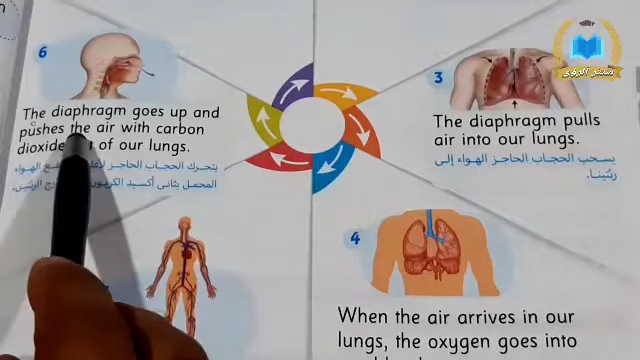 6
The diaphragm goes up and
pushes the air with carbon
dioxide of our lungs.
يتحرك الحجاب الحاجز
الهواء
المحمل بثاني أكسيد
3
The diaphragm pulls
air into our lungs.
يسحب الحجاب الحاجز الهواء إلى
رئتينا.
4
When the air arrives in our
lungs, the oxygen goes into